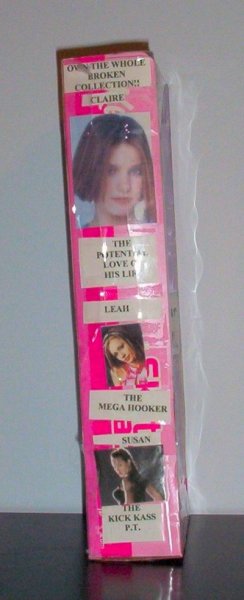 OWN THE WHOLE
BROKEN
COLLECTION!!
CLAIRE
THE
POTENTIAL
LOVE OF
HIS LIFE
LEAH
THE
MEGA HOOKER
SUSAN
THE
KICK KASS
P.T.